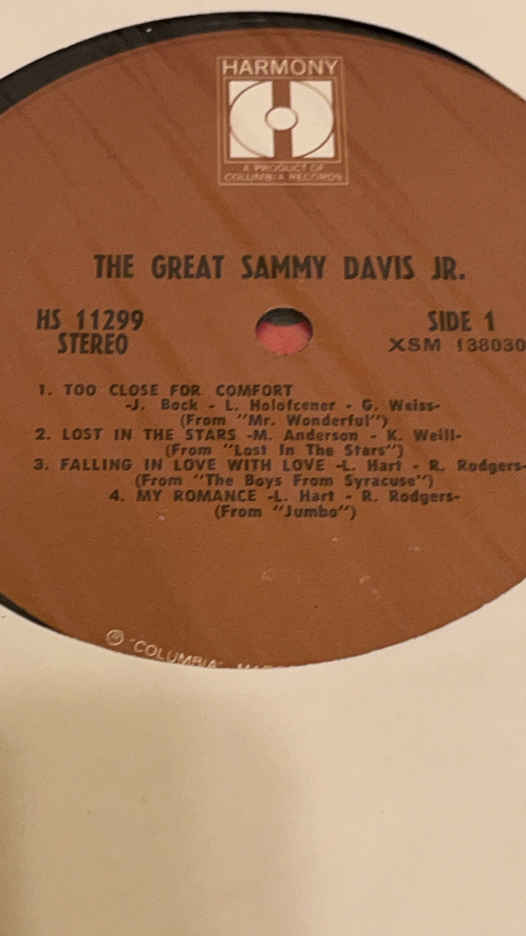 HARMONY
A PRODUCT OF
COLUMBIA RECORDS
THE GREAT SAMMY DAVIS JR.
HS 11299
STEREO
SIDE 1
XSM 138030
1. TOO CLOSE FOR COMFORT
-J. Bock - L. Holofcener - G. Weiss-
(From "Mr. Wonderful")
2. LOST IN THE STARS -M. Anderson - K. Weill-
(From "Lost In The Stars")
3. FALLING IN LOVE WITH LOVE -L. Hart - R. Rodgers-
(From "The Boys From Syracuse")
4. MY ROMANCE -L. Hart - R. Rodgers-
(From "Jumbo")
℗ "COLUMBIA"